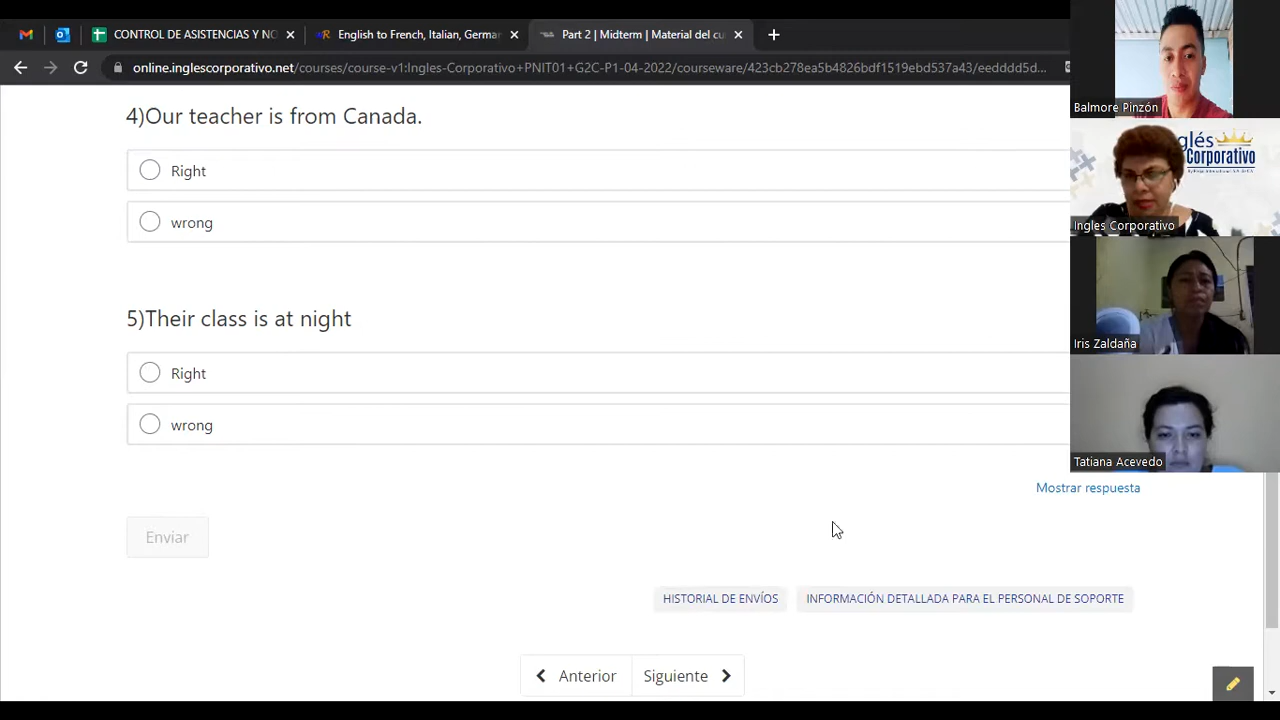 CONTROL DE ASISTENCIAS Y NO
English to French, Italian, German
Part 2 | Midterm | Material del cu
online.inglescorporativo.net/courses/course-v1:Ingles-Corporativo+PNIT01+G2C-P1-04-2022/courseware/423cb278ea5b4826bdf1519ebd537a43/eedddd5d...
4)Our teacher is from Canada.
Right
wrong
5)Their class is at night
Right
wrong
Mostrar respuesta
Enviar
HISTORIAL DE ENVÍOS
INFORMACIÓN DETALLADA PARA EL PERSONAL DE SOPORTE
Anterior
Siguiente
Balmore Pinzón
glés
Corporativo
Ingles Corporativo
Iris Zaldaña
Tatiana Acevedo